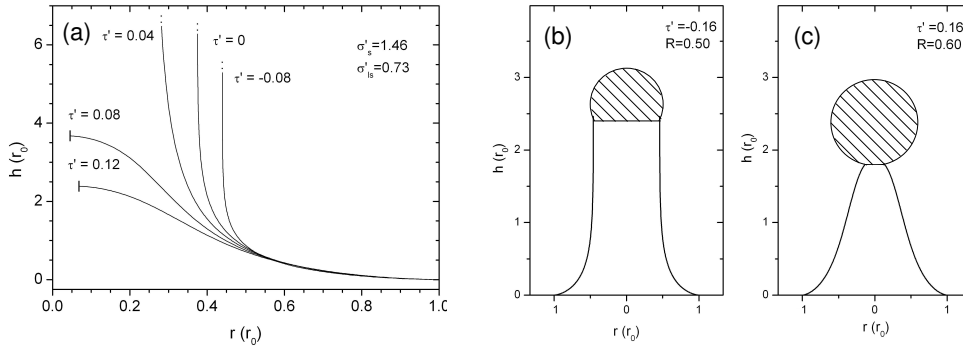 (a)
τ' = 0.04
τ' = 0
τ' = -0.08
σ's=1.46
σ'ls=0.73
τ' = 0.08
τ' = 0.12
h (r0)
6
4
2
0
0.0 0.2 0.4 0.6 0.8 1.0
r (r0)
(b)
τ'=-0.16
R=0.50
h (r0)
3
2
1
0
1 0 1
r (r0)
(c)
τ'=0.16
R=0.60
h (r0)
3
2
1
0
1 0 1
r (r0)